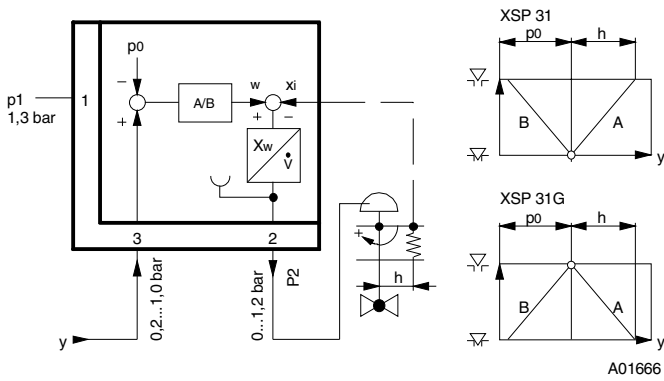 XSP 31
p0 h
p0
w xi
p1
1,3 bar
1
A/B
−
+
+ −
B A
y
Xw
V̇
XSP 31G
p0 h
3 2
+
B A
y
0,2...1,0 bar
0...1,2 bar
P2
h
y
A01666